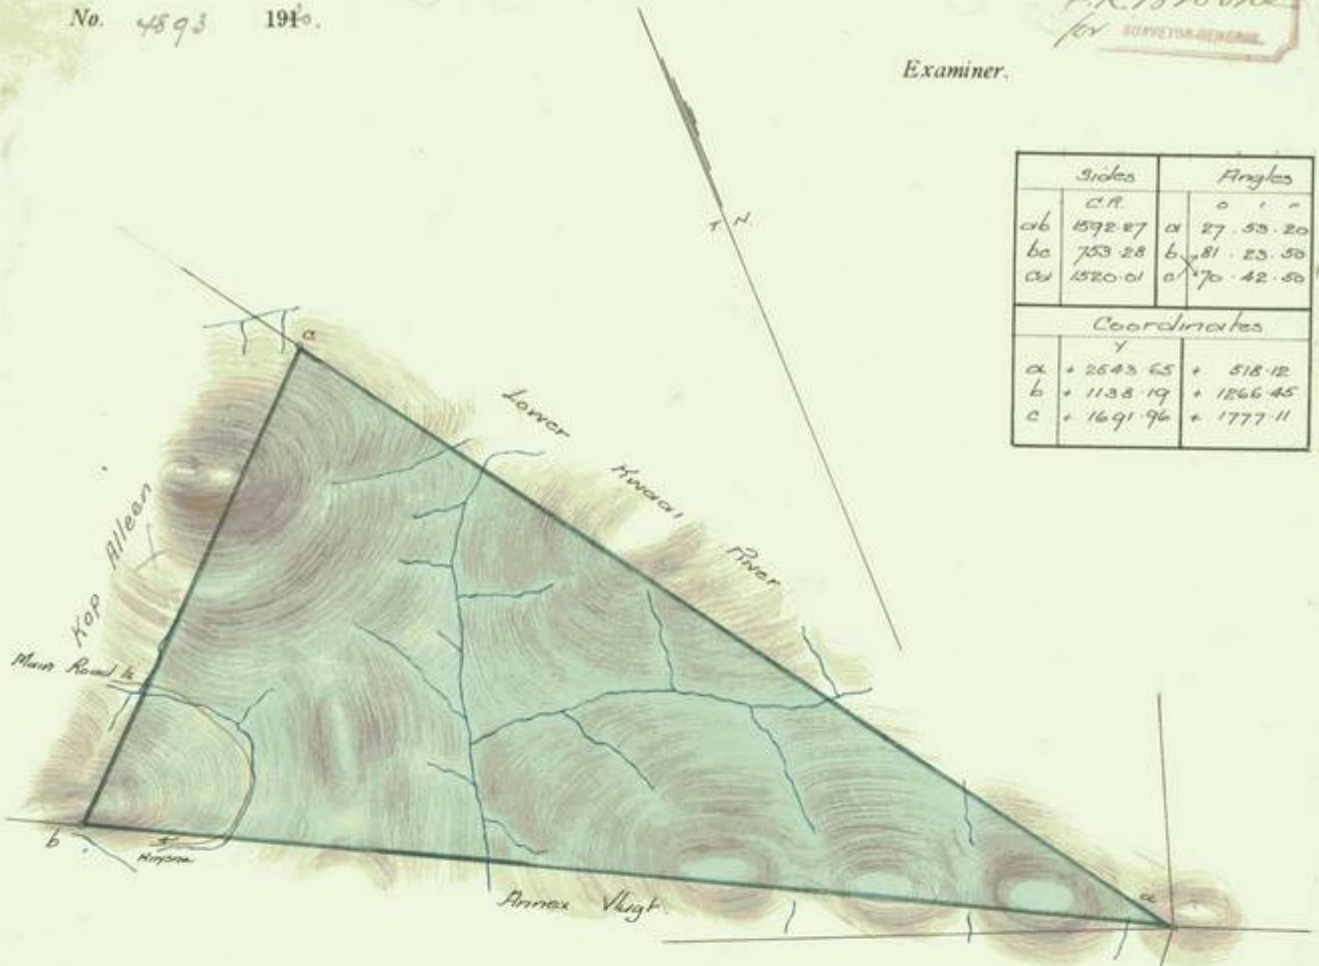 No. 4893 1910.
for SURVEYOR-GENERAL
Examiner.
Sides Angles
C.R. o ' "
ab 1592.27 a 27.53.20
bc 753.28 b 81.23.50
ca 1520.01 c 70.42.50
Coordinates
Y
a + 2543.65 + 518.12
b + 1138.19 + 1266.45
c + 1691.96 + 1777.11
T N.
c
Lower Kwaai River
Kop Alleen
Main Road to
b
Knysna
Annex Vlugt.
a